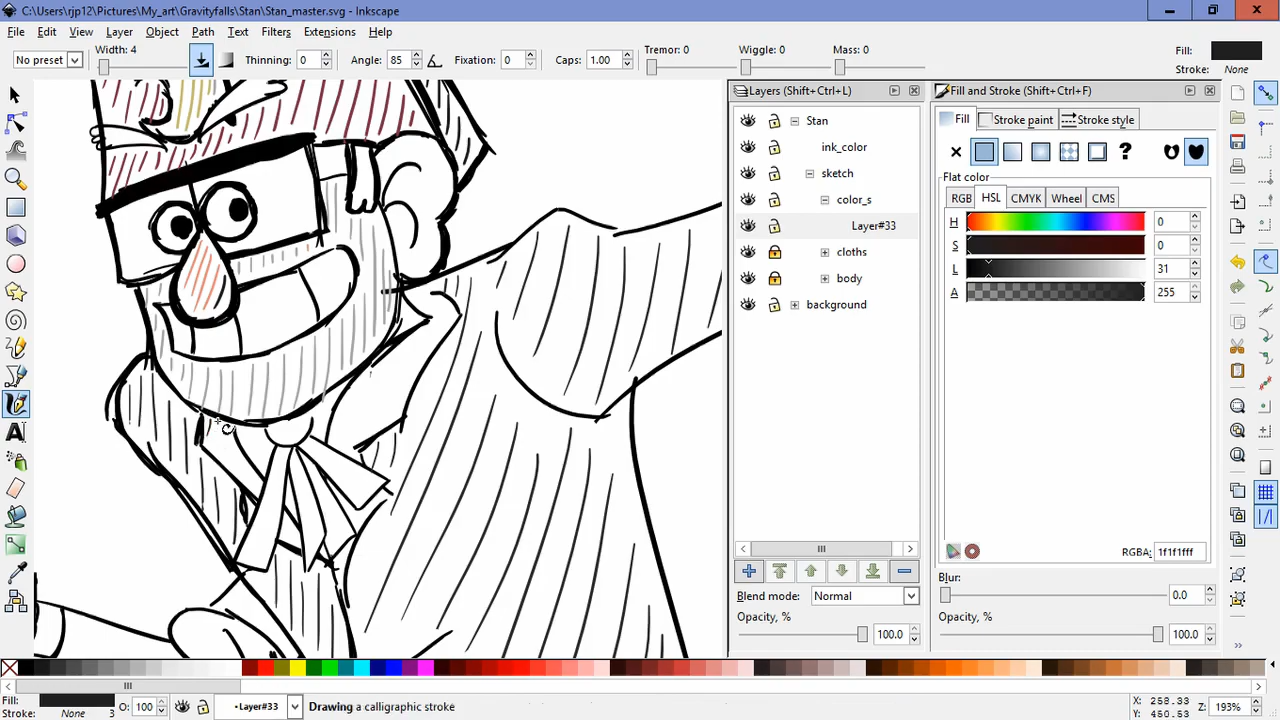 C:\Users\rjp12\Pictures\My_art\Gravityfalls\Stan\Stan_master.svg - Inkscape
File Edit View Layer Object Path Text Filters Extensions Help
No preset Width: 4 Thinning: 0 Angle: 85 Fixation: 0 Caps: 1.00 Tremor: 0 Wiggle: 0 Mass: 0 Fill:
Stroke: None
Layers (Shift+Ctrl+L) Fill and Stroke (Shift+Ctrl+F)
Stan
ink_color
sketch
color_s
Layer#33
cloths
body
background
Blend mode: Normal
Opacity, % 100.0
Fill Stroke paint Stroke style
?
Flat color
RGB HSL CMYK Wheel CMS
H 0
S 0
L 31
A 255
RGBA: 1f1f1fff
Blur:
0.0
Opacity, %
100.0
Fill: O: 100 •Layer#33 Drawing a calligraphic stroke X: 258.33 Z: 193%
Stroke: None 3 Y: 460.53